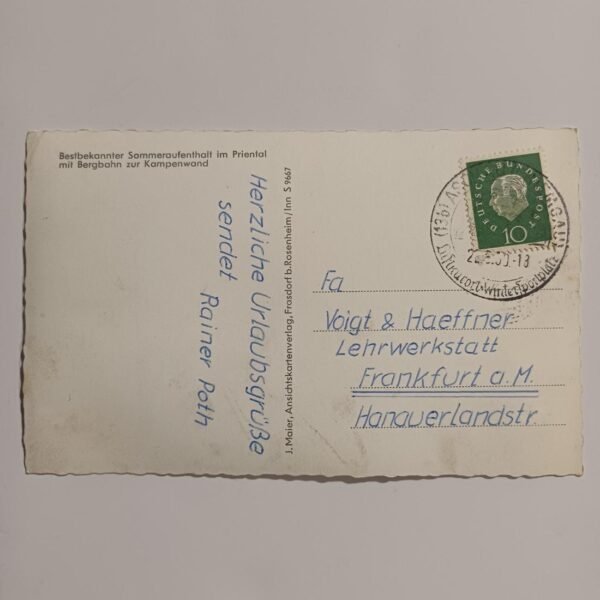 Bestbekannter Sommeraufenthalt im Priental
mit Bergbahn zur Kampenwand
Herzliche Urlaubsgrüße
sendet Rainer Poth
J. Maier, Ansichtskartenverlag, Frasdorf b. Rosenheim/Inn S 9667
DEUTSCHE BUNDESPOST
10
(13b)
Luftkurort-Wintersportplatz
Fa
Voigt & Haeffner
Lehrwerkstatt
Frankfurt a. M.
Hanauerlandstr.